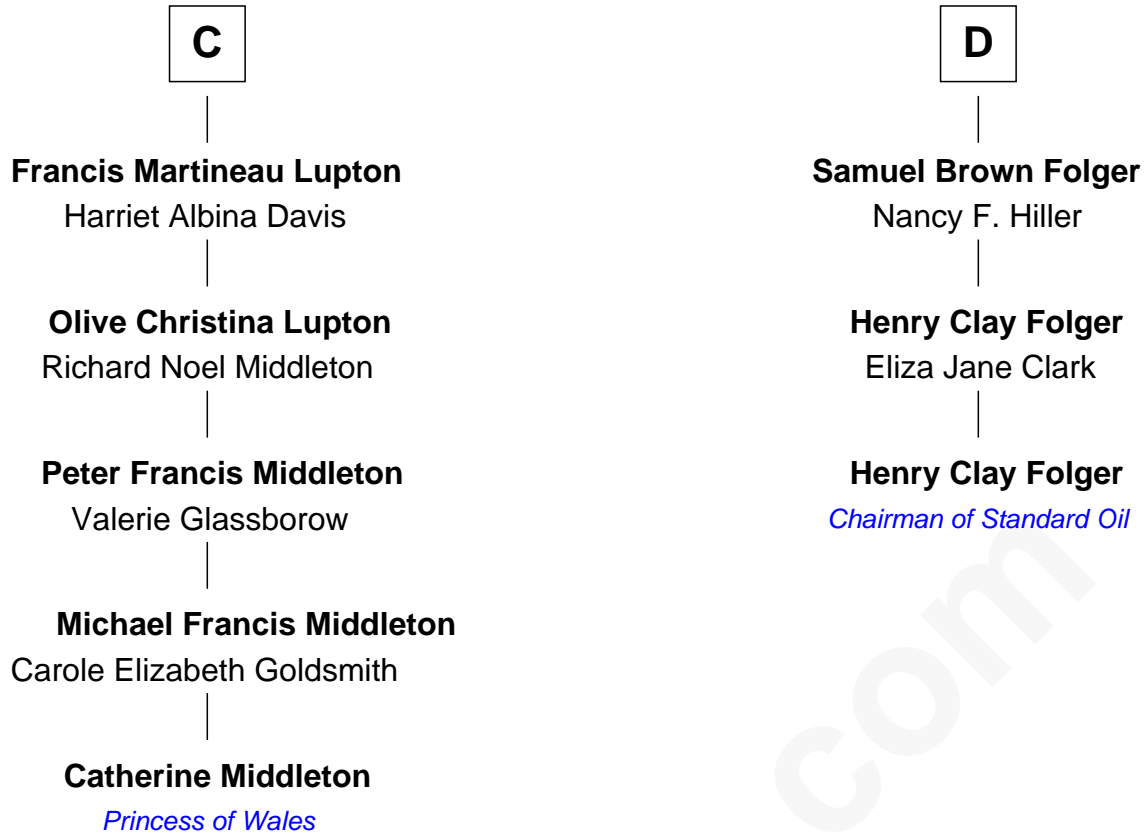 C
D
Francis Martineau Lupton
Harriet Albina Davis
Samuel Brown Folger
Nancy F. Hiller
Olive Christina Lupton
Richard Noel Middleton
Henry Clay Folger
Eliza Jane Clark
Peter Francis Middleton
Valerie Glassborow
Henry Clay Folger
Chairman of Standard Oil
Michael Francis Middleton
Carole Elizabeth Goldsmith
Catherine Middleton
Princess of Wales
com